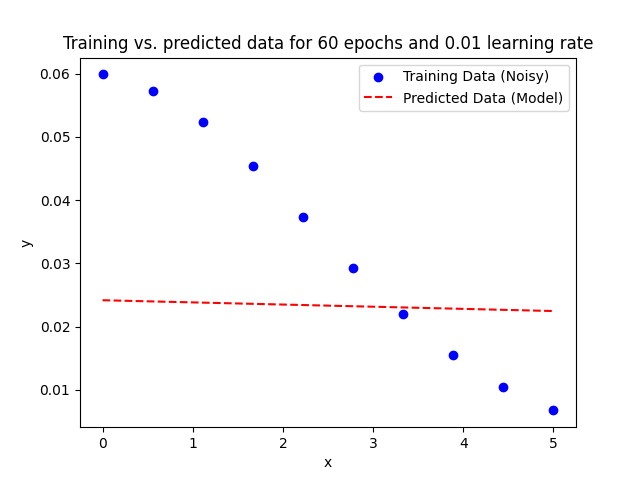 Training vs. predicted data for 60 epochs and 0.01 learning rate
Training Data (Noisy)
Predicted Data (Model)
0.06
0.05
0.04
0.03
0.02
0.01
y
0 1 2 3 4 5
x